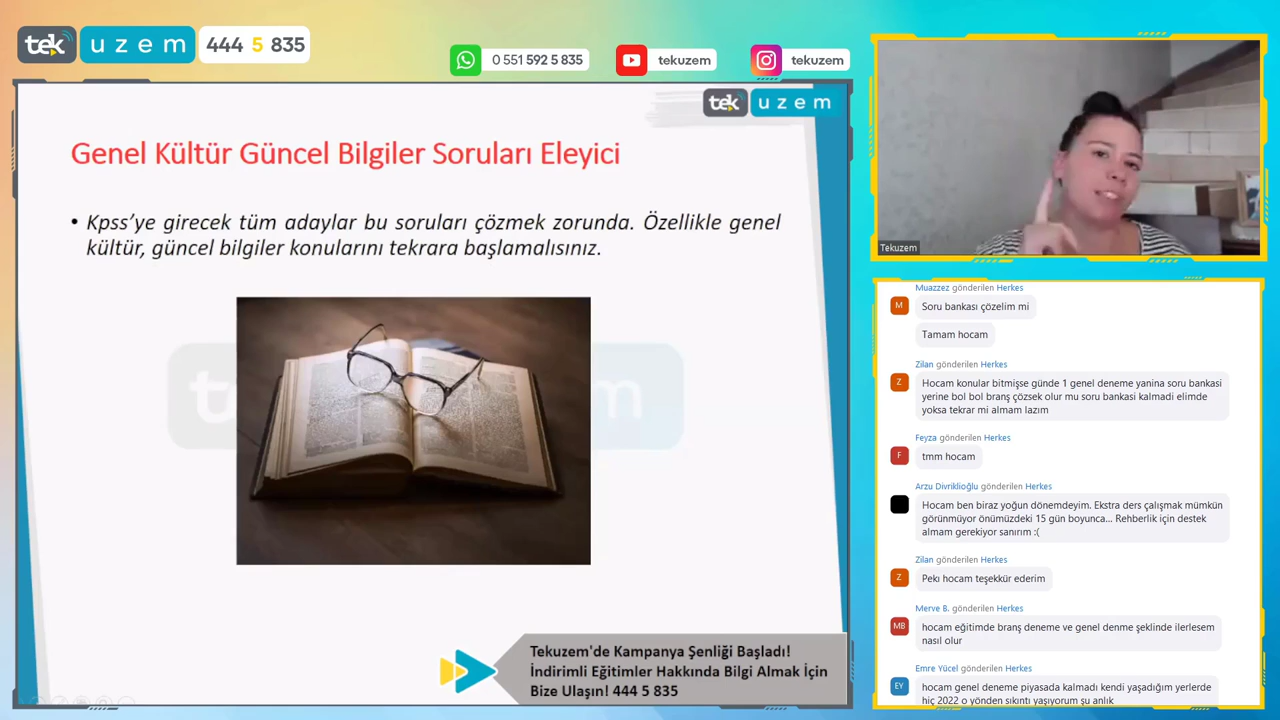 tek uzem 444 5 835
0 551 592 5 835
tekuzem
tekuzem
tek uzem
Genel Kültür Güncel Bilgiler Soruları Eleyici
• Kpss'ye girecek tüm adaylar bu soruları çözmek zorunda. Özellikle genel
kültür, güncel bilgiler konularını tekrara başlamalısınız.
Tekuzem'de Kampanya Şenliği Başladı!
İndirimli Eğitimler Hakkında Bilgi Almak İçin
Bize Ulaşın! 444 5 835
Tekuzem
Muazzez gönderilen Herkes
M
Soru bankası çözelim mi
Tamam hocam
Zilan gönderilen Herkes
Z
Hocam konular bitmişse günde 1 genel deneme yanina soru bankasi
yerine bol bol branş çözsek olur mu soru bankasi kalmadi elimde
yoksa tekrar mi almam lazım
Feyza gönderilen Herkes
F
tmm hocam
Arzu Divriklioğlu gönderilen Herkes
Hocam ben biraz yoğun dönemdeyim. Ekstra ders çalışmak mümkün
görünmüyor önümüzdeki 15 gün boyunca... Rehberlik için destek
almam gerekiyor sanırım :(
Zilan gönderilen Herkes
Z
Pekı hocam teşekkür ederim
Merve B. gönderilen Herkes
MB
hocam eğitimde branş deneme ve genel denme şeklinde ilerlesem
nasıl olur
Emre Yücel gönderilen Herkes
EY
hocam genel deneme piyasada kalmadı kendi yaşadığım yerlerde
hiç 2022 o yönden sıkıntı yaşıyorum şu anlık